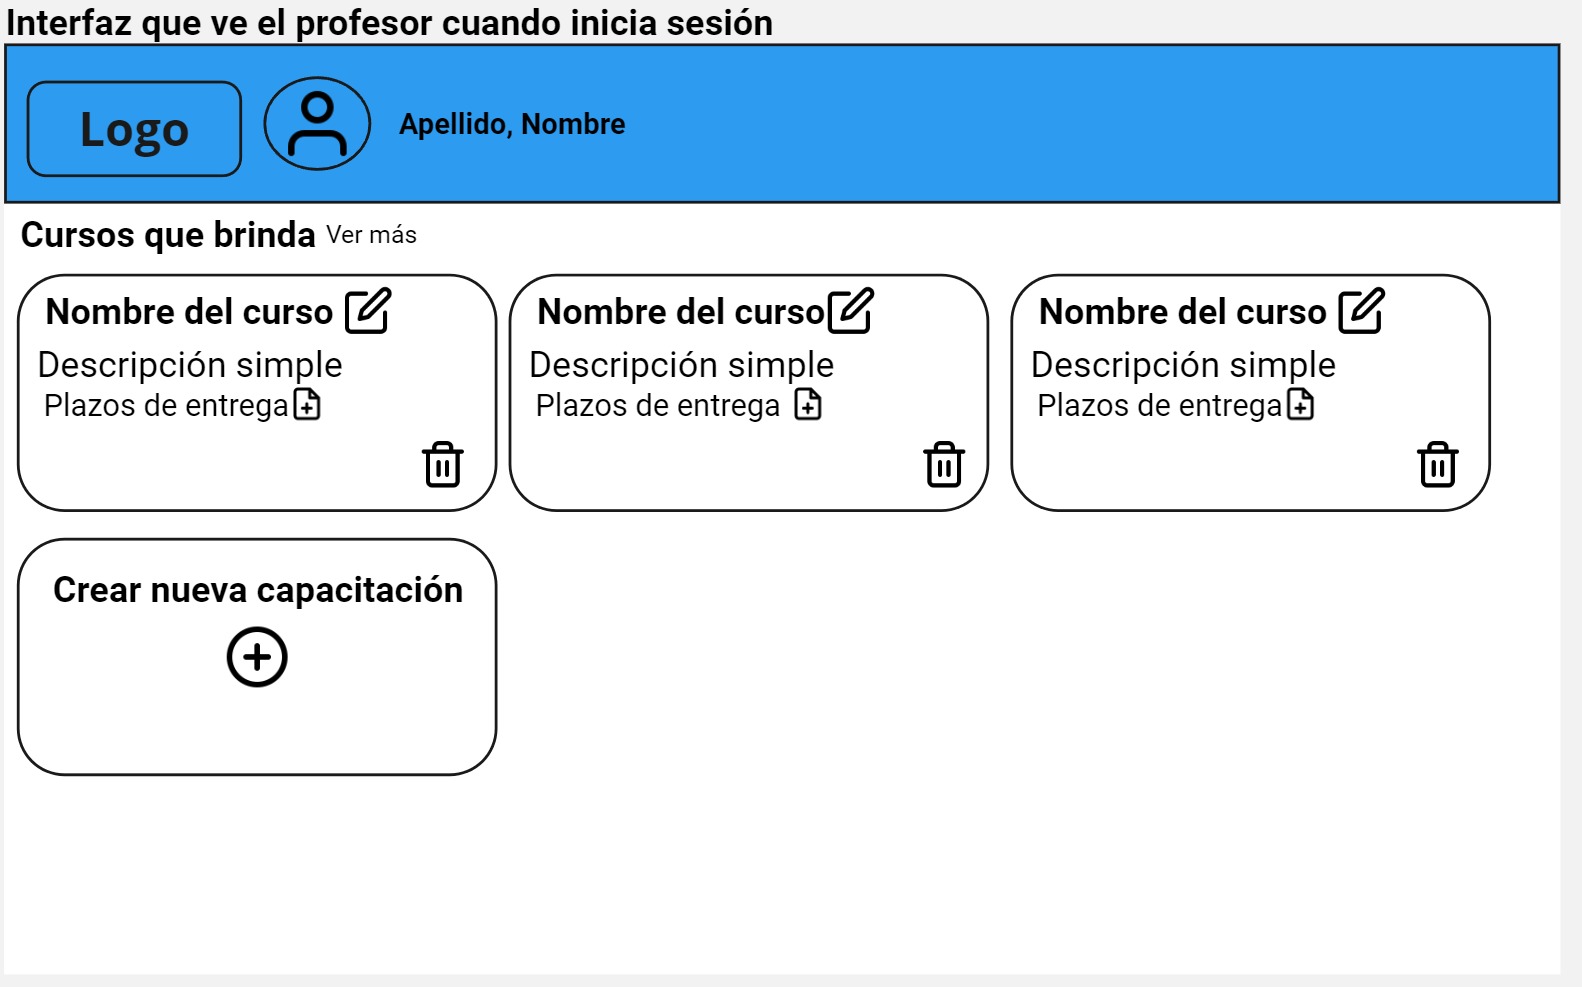 Interfaz que ve el profesor cuando inicia sesión
Logo
Apellido, Nombre
Cursos que brinda Ver más
Nombre del curso
Descripción simple
Plazos de entrega
Nombre del curso
Descripción simple
Plazos de entrega
Nombre del curso
Descripción simple
Plazos de entrega
Crear nueva capacitación